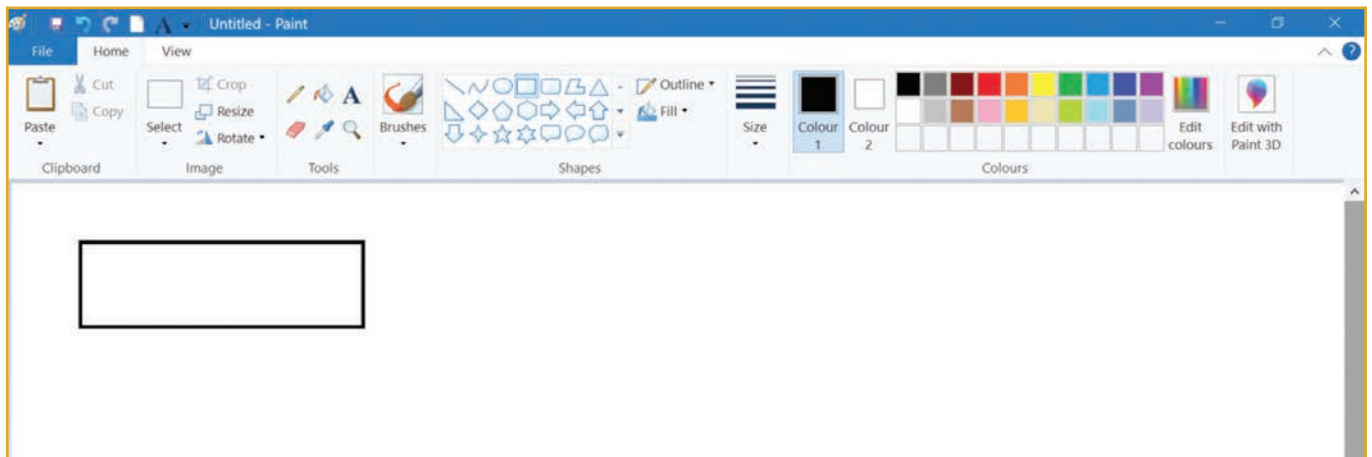 Untitled - Paint
File Home View
Paste
Cut
Copy
Clipboard
Select
Crop
Resize
Rotate
Image
A
Tools
Brushes
Outline
Fill
Shapes
Size
Colour 1
Colour 2
Edit colours
Colours
Edit with Paint 3D